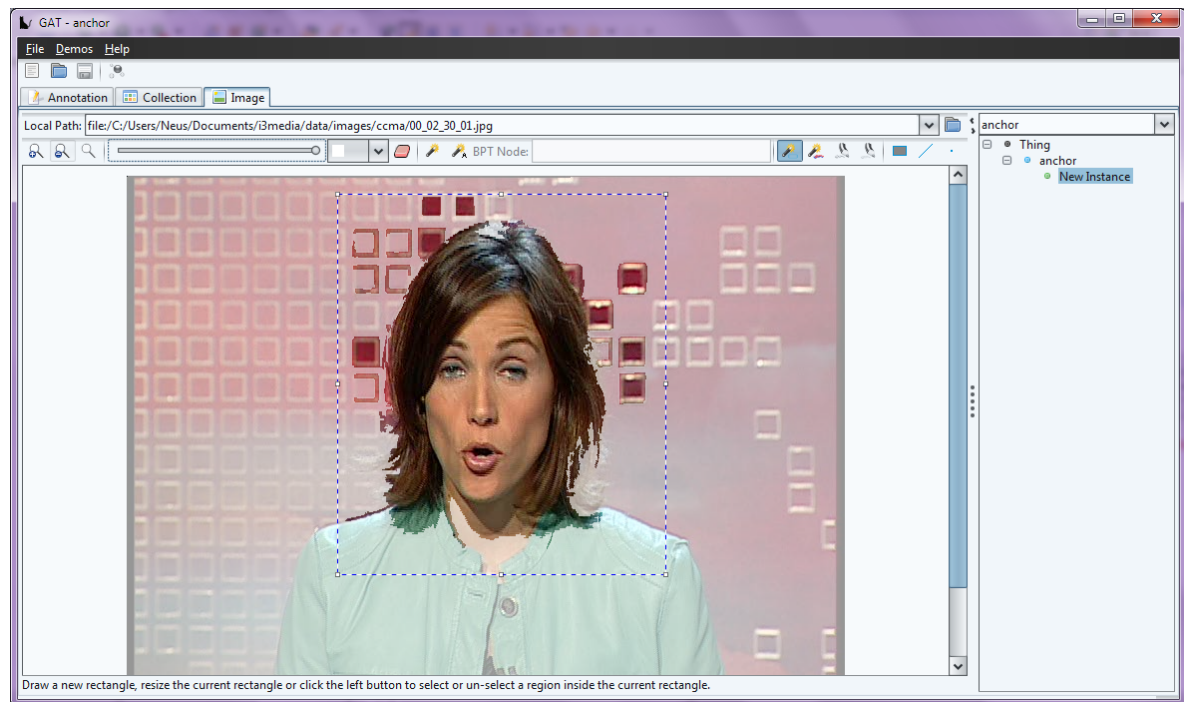 GAT - anchor
File Demos Help
Annotation Collection Image
Local Path: file:/C:/Users/Neus/Documents/i3media/data/images/ccma/00_02_30_01.jpg
anchor
BPT Node:
Thing
anchor
New Instance
Draw a new rectangle, resize the current rectangle or click the left button to select or un-select a region inside the current rectangle.